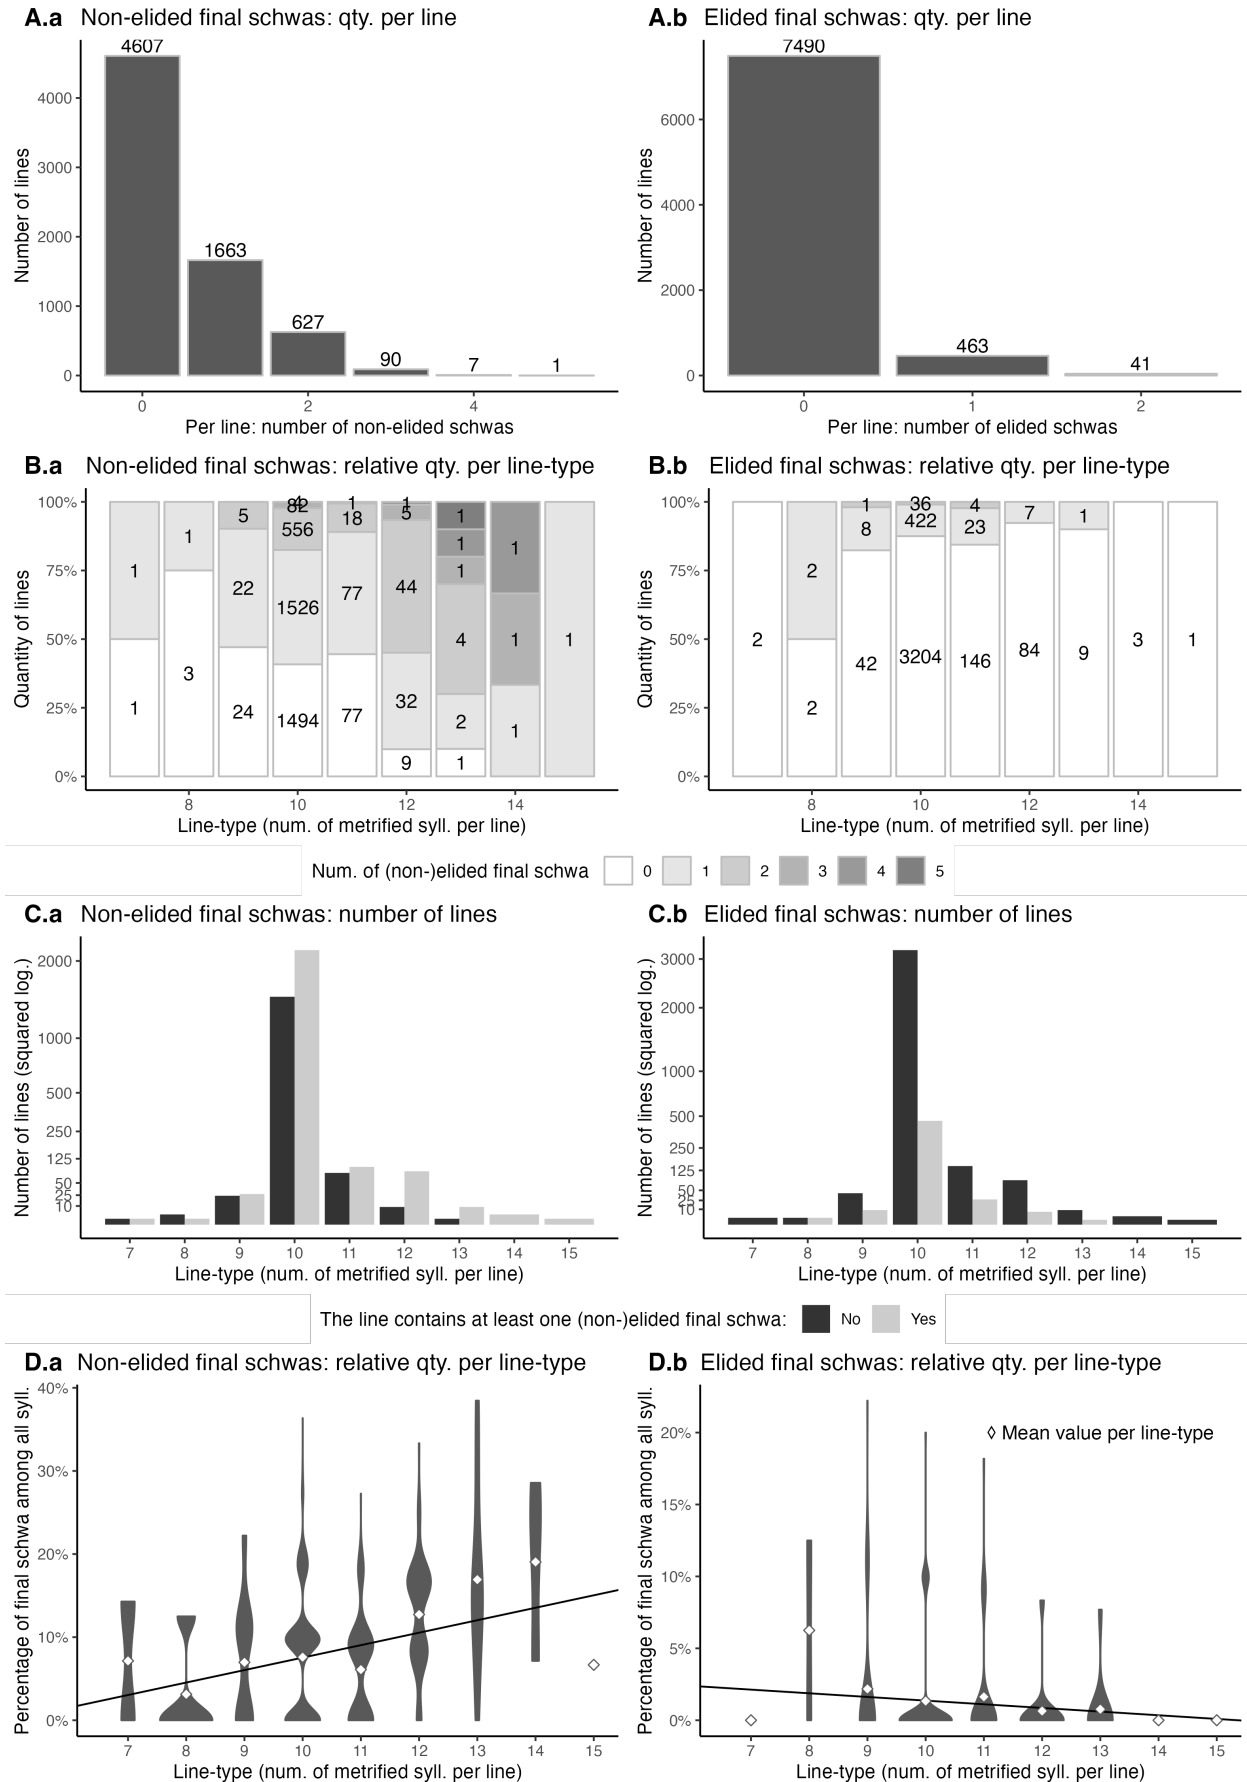 A.a Non-elided final schwas: qty. per line
4607
1663
627
90
7
1
4000
3000
2000
1000
0
Number of lines
0 2 4
Per line: number of non-elided schwas
A.b Elided final schwas: qty. per line
7490
463
41
6000
4000
2000
0
Number of lines
0 1 2
Per line: number of elided schwas
B.a Non-elided final schwas: relative qty. per line-type
100%
75%
50%
25%
0%
Quantity of lines
1
1
1
3
5
22
24
4
82
556
1526
1494
1
18
77
77
1
5
44
32
9
1
1
1
4
2
1
1
1
1
1
8 10 12 14
Line-type (num. of metrified syll. per line)
B.b Elided final schwas: relative qty. per line-type
100%
75%
50%
25%
0%
Quantity of lines
2
2
2
1
8
42
36
422
3204
4
23
146
7
84
1
9
3
1
8 10 12 14
Line-type (num. of metrified syll. per line)
Num. of (non-)elided final schwa 0 1 2 3 4 5
C.a Non-elided final schwas: number of lines
2000
1000
500
250
125
50
25
10
Number of lines (squared log.)
7 8 9 10 11 12 13 14 15
Line-type (num. of metrified syll. per line)
C.b Elided final schwas: number of lines
3000
2000
1000
500
250
125
50
25
10
Number of lines (squared log.)
7 8 9 10 11 12 13 14 15
Line-type (num. of metrified syll. per line)
The line contains at least one (non-)elided final schwa: No Yes
D.a Non-elided final schwas: relative qty. per line-type
40%
30%
20%
10%
0%
Percentage of final schwa among all syll.
7 8 9 10 11 12 13 14 15
Line-type (num. of metrified syll. per line)
D.b Elided final schwas: relative qty. per line-type
20%
15%
10%
5%
0%
Percentage of final schwa among all syll.
◊ Mean value per line-type
7 8 9 10 11 12 13 14 15
Line-type (num. of metrified syll. per line)